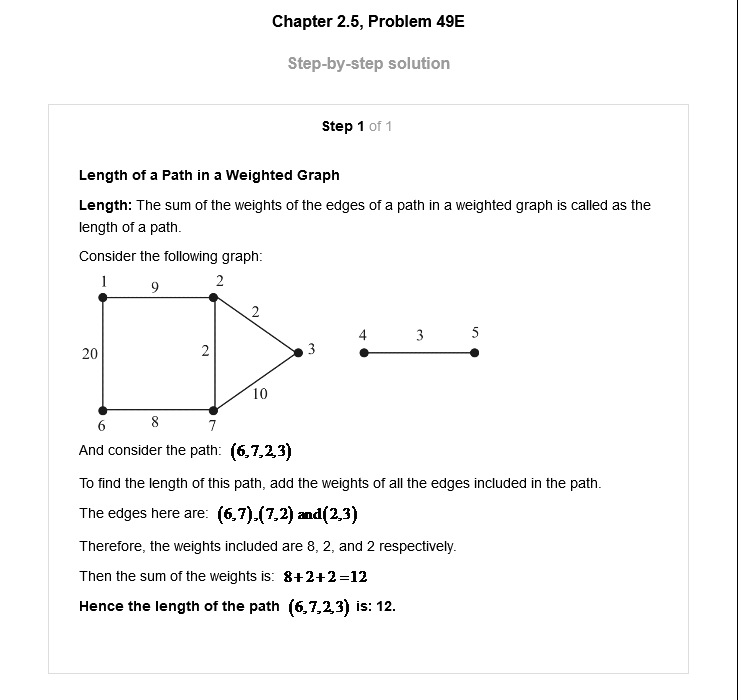 Chapter 2.5, Problem 49E
Step-by-step solution
Step 1 of 1
Length of a Path in a Weighted Graph
Length: The sum of the weights of the edges of a path in a weighted graph is called as the
length of a path.
Consider the following graph:
1 9 2
2
20 2 3 4 3 5
10
6 8 7
And consider the path: (6,7,2,3)
To find the length of this path, add the weights of all the edges included in the path.
The edges here are: (6,7),(7,2) and(2,3)
Therefore, the weights included are 8, 2, and 2 respectively.
Then the sum of the weights is: 8+2+2=12
Hence the length of the path (6,7,2,3) is: 12.